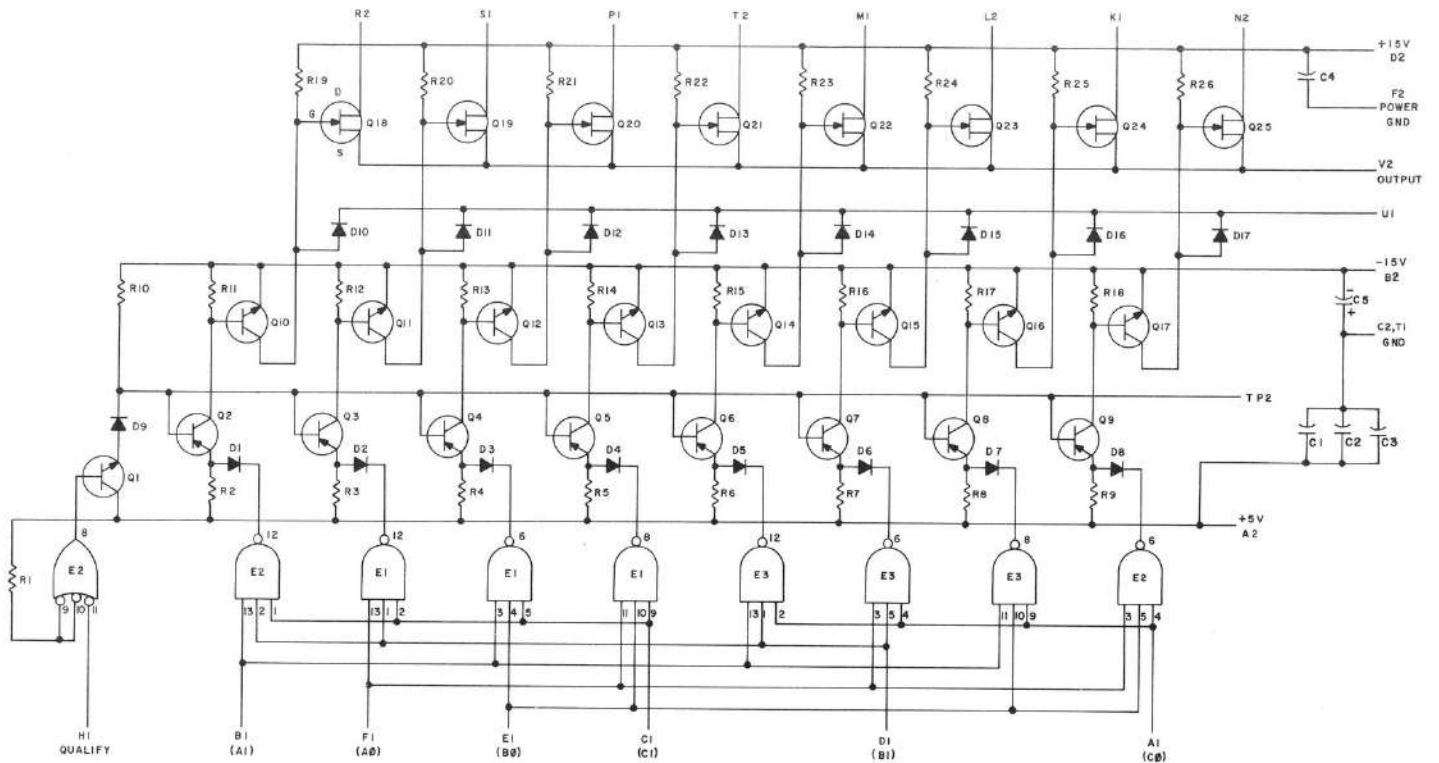 R2 S1 P1 T2 M1 L2 K1 N2
+15V
D2
R19 R20 R21 R22 R23 R24 R25 R26 C4
D
F2
POWER
GND
G Q18 Q19 Q20 Q21 Q22 Q23 Q24 Q25
S
V2
OUTPUT
U1
D10 D11 D12 D13 D14 D15 D16 D17
-15V
B2
R10 R11 R12 R13 R14 R15 R16 R17 R18
- C5 +
Q10 Q11 Q12 Q13 Q14 Q15 Q16 Q17
C2,T1
GND
TP2
D9 Q2 Q3 Q4 Q5 Q6 Q7 Q8 Q9
C1 C2 C3
D1 D2 D3 D4 D5 D6 D7 D8
Q1 R2 R3 R4 R5 R6 R7 R8 R9
+5V
A2
8 12 12 6 8 12 6 8 6
R1 E2 E2 E1 E1 E1 E3 E3 E3 E2
9 10 11 13 2 1 13 1 2 3 4 5 11 10 9 13 1 2 3 5 4 11 10 9 3 5 4
H1
QUALIFY
B1
(A1)
F1
(AØ)
E1
(BØ)
C1
(C1)
D1
(B1)
A1
(CØ)